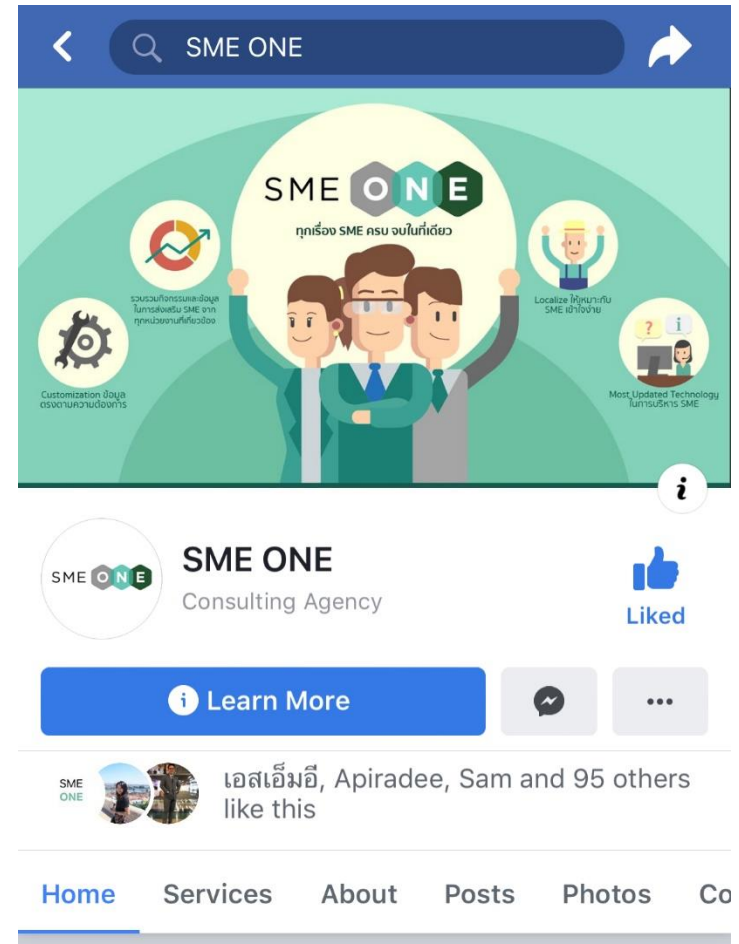 SME ONE
SME ONE
ทุกเรื่อง SME ครบ จบในที่เดียว
รวบรวมกิจกรรมและข้อมูล
ในการส่งเสริม SME จาก
ทุกหน่วยงานที่เกี่ยวข้อง
Localize ให้เหมาะกับ
SME เข้าใจง่าย
? i
Customization ข้อมูล
ตรงตามความต้องการ
Most Updated Technology
ในการบริหาร SME
i
SME ONE
SME ONE
Consulting Agency
Liked
i Learn More
SME
ONE
เอสเอ็มอี, Apiradee, Sam and 95 others
like this
Home Services About Posts Photos Co